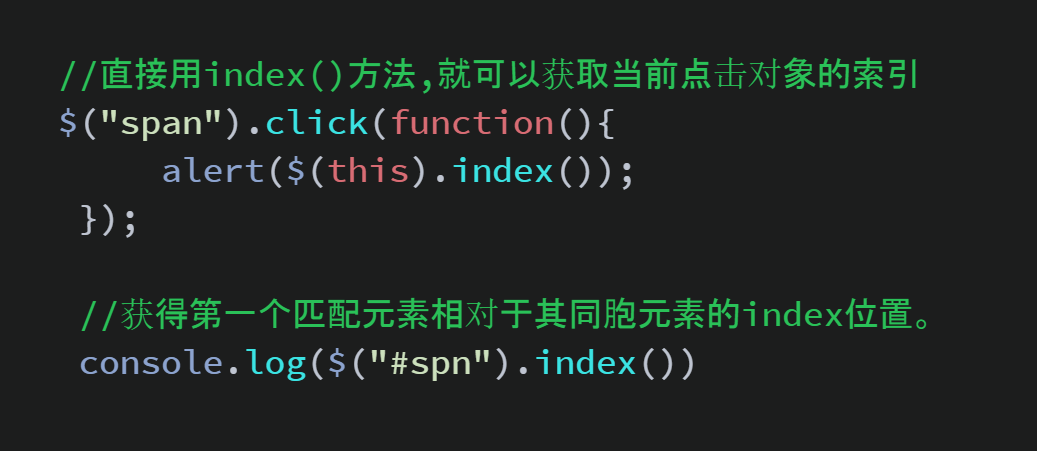 //直接用index()方法,就可以获取当前点击对象的索引
$("span").click(function(){
     alert($(this).index());
 });
 //获得第一个匹配元素相对于其同胞元素的index位置。
 console.log($("#spn").index())